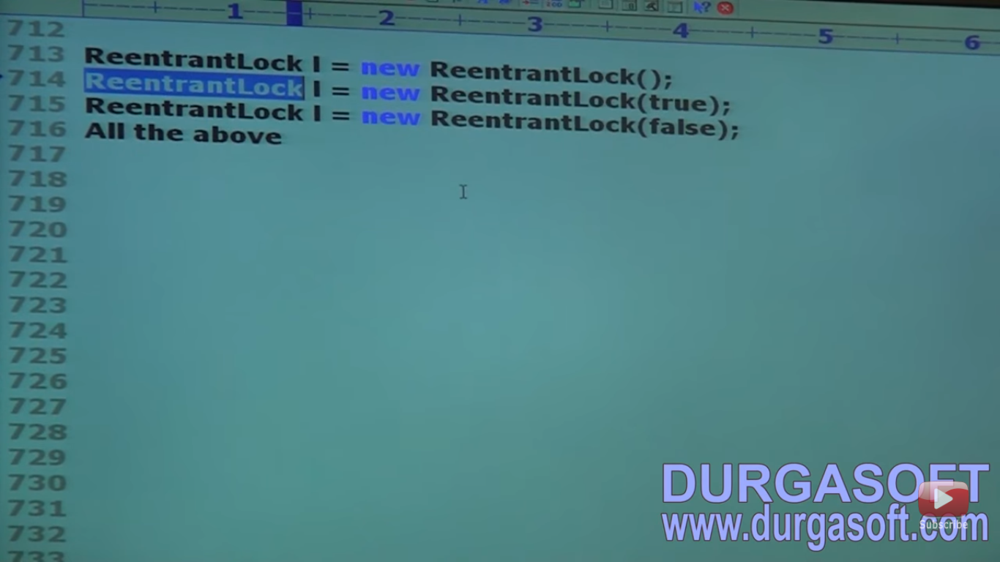 1 2 3 4 5 6
712
713 ReentrantLock l = new ReentrantLock();
714 ReentrantLock l = new ReentrantLock(true);
715 ReentrantLock l = new ReentrantLock(false);
716 All the above
717
718
719
720
721
722
723
724
725
726
727
728
729
730
731
732
733
DURGASOFT
www.durgasoft.com
Subscribe